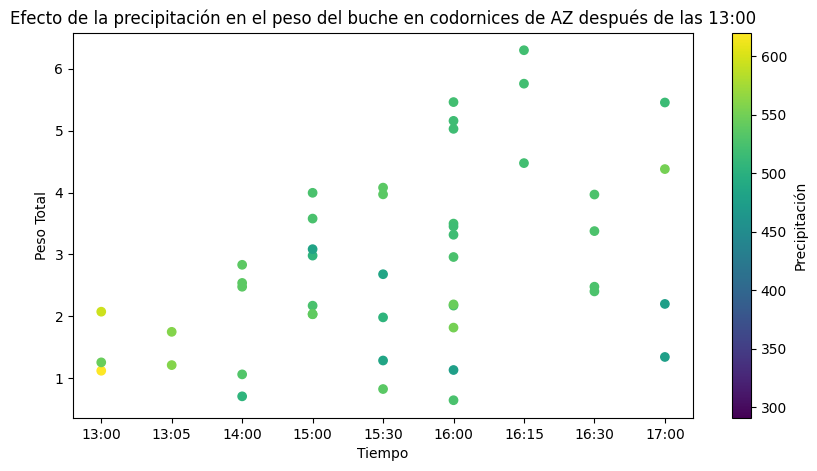 Efecto de la precipitación en el peso del buche en codornices de AZ después de las 13:00
6
5
4
3
2
1
Peso Total
13:00 13:05 14:00 15:00 15:30 16:00 16:15 16:30 17:00
Tiempo
600
550
500
450
400
350
300
Precipitación